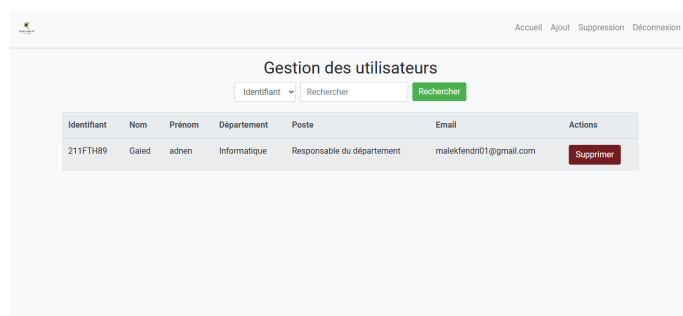 Accueil Ajout Suppression Déconnexion
Gestion des utilisateurs
Identifiant Rechercher Rechercher
Identifiant Nom Prénom Département Poste Email Actions
211FTH89 Gaied adnen Informatique Responsable du département malekfendri01@gmail.com Supprimer